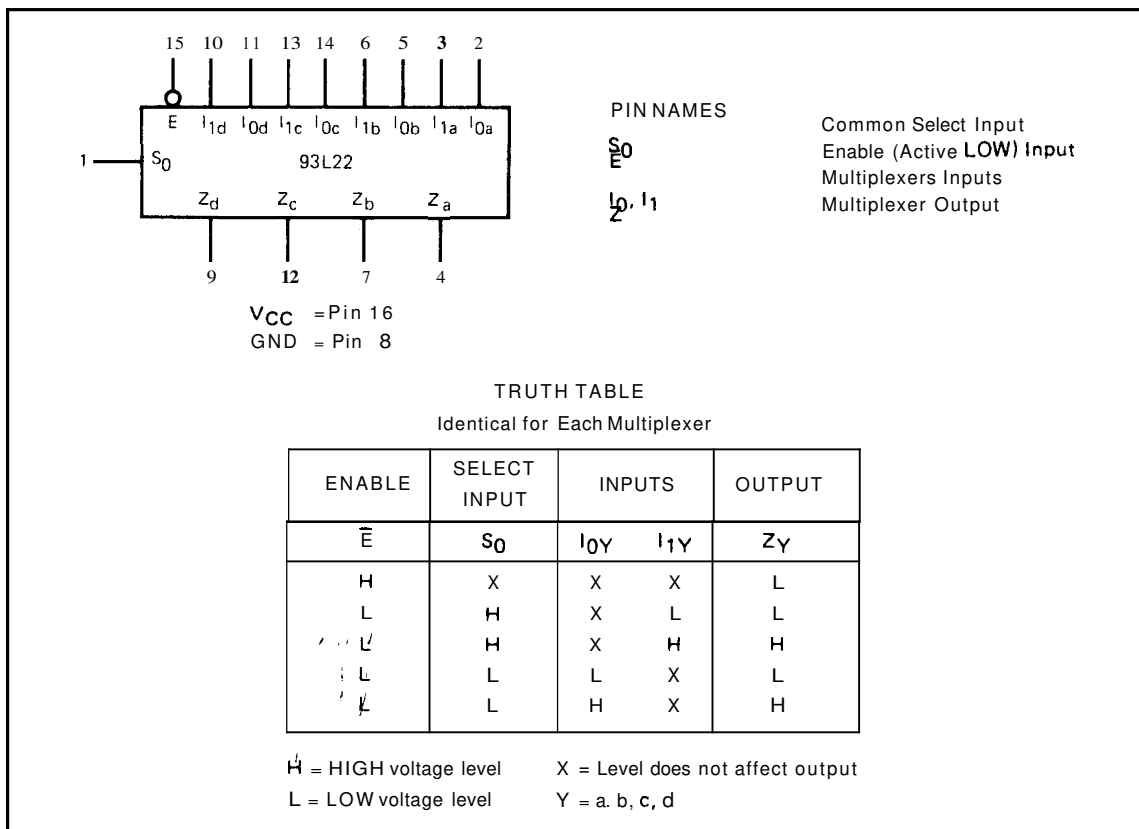 15 10 11 13 14 6 5 3 2
E I1d I0d I1c I0c I1b I0b I1a I0a
1 S0 93L22
Zd Zc Zb Za
9 12 7 4
VCC = Pin 16
GND = Pin 8
PIN NAMES
S0 Common Select Input
E̅ Enable (Active LOW) Input
I0, I1 Multiplexers Inputs
Z Multiplexer Output
TRUTH TABLE
Identical for Each Multiplexer
ENABLE SELECT INPUT INPUTS OUTPUT
E̅ S0 I0Y I1Y ZY
H X X X L
L H X L L
L H X H H
L L L X L
L L H X H
H = HIGH voltage level X = Level does not affect output
L = LOW voltage level Y = a. b, c, d